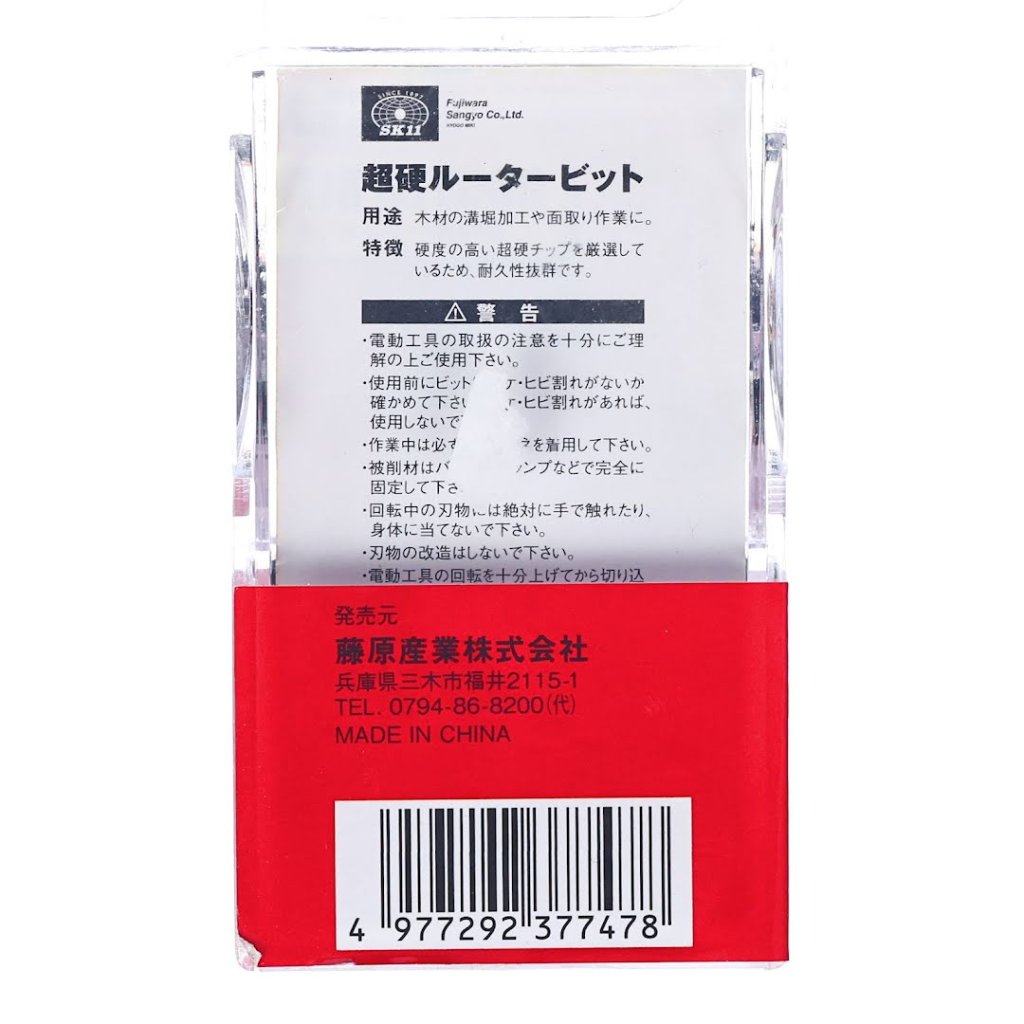 SINCE 1997
SK11
Fujiwara
Sangyo Co.,Ltd.
HYOGO MIKI
超硬ルータービット
用途 木材の溝堀加工や面取り作業に。
特徴 硬度の高い超硬チップを厳選して
いるため、耐久性抜群です。
警告
・電動工具の取扱の注意を十分にご理
解の上ご使用下さい。
・使用前にビット ケ・ヒビ割れがないか
確かめて下さい ケ・ヒビ割れがあれば、
使用しないで
・作業中は必ず を着用して下さい。
・被削材はバ ンプなどで完全に
固定して下さ
・回転中の刃物には絶対に手で触れたり、
身体に当てないで下さい。
・刃物の改造はしないで下さい。
・電動工具の回転を十分上げてから切り込
発売元
藤原産業株式会社
兵庫県三木市福井2115-1
TEL. 0794-86-8200(代)
MADE IN CHINA
4 977292 377478